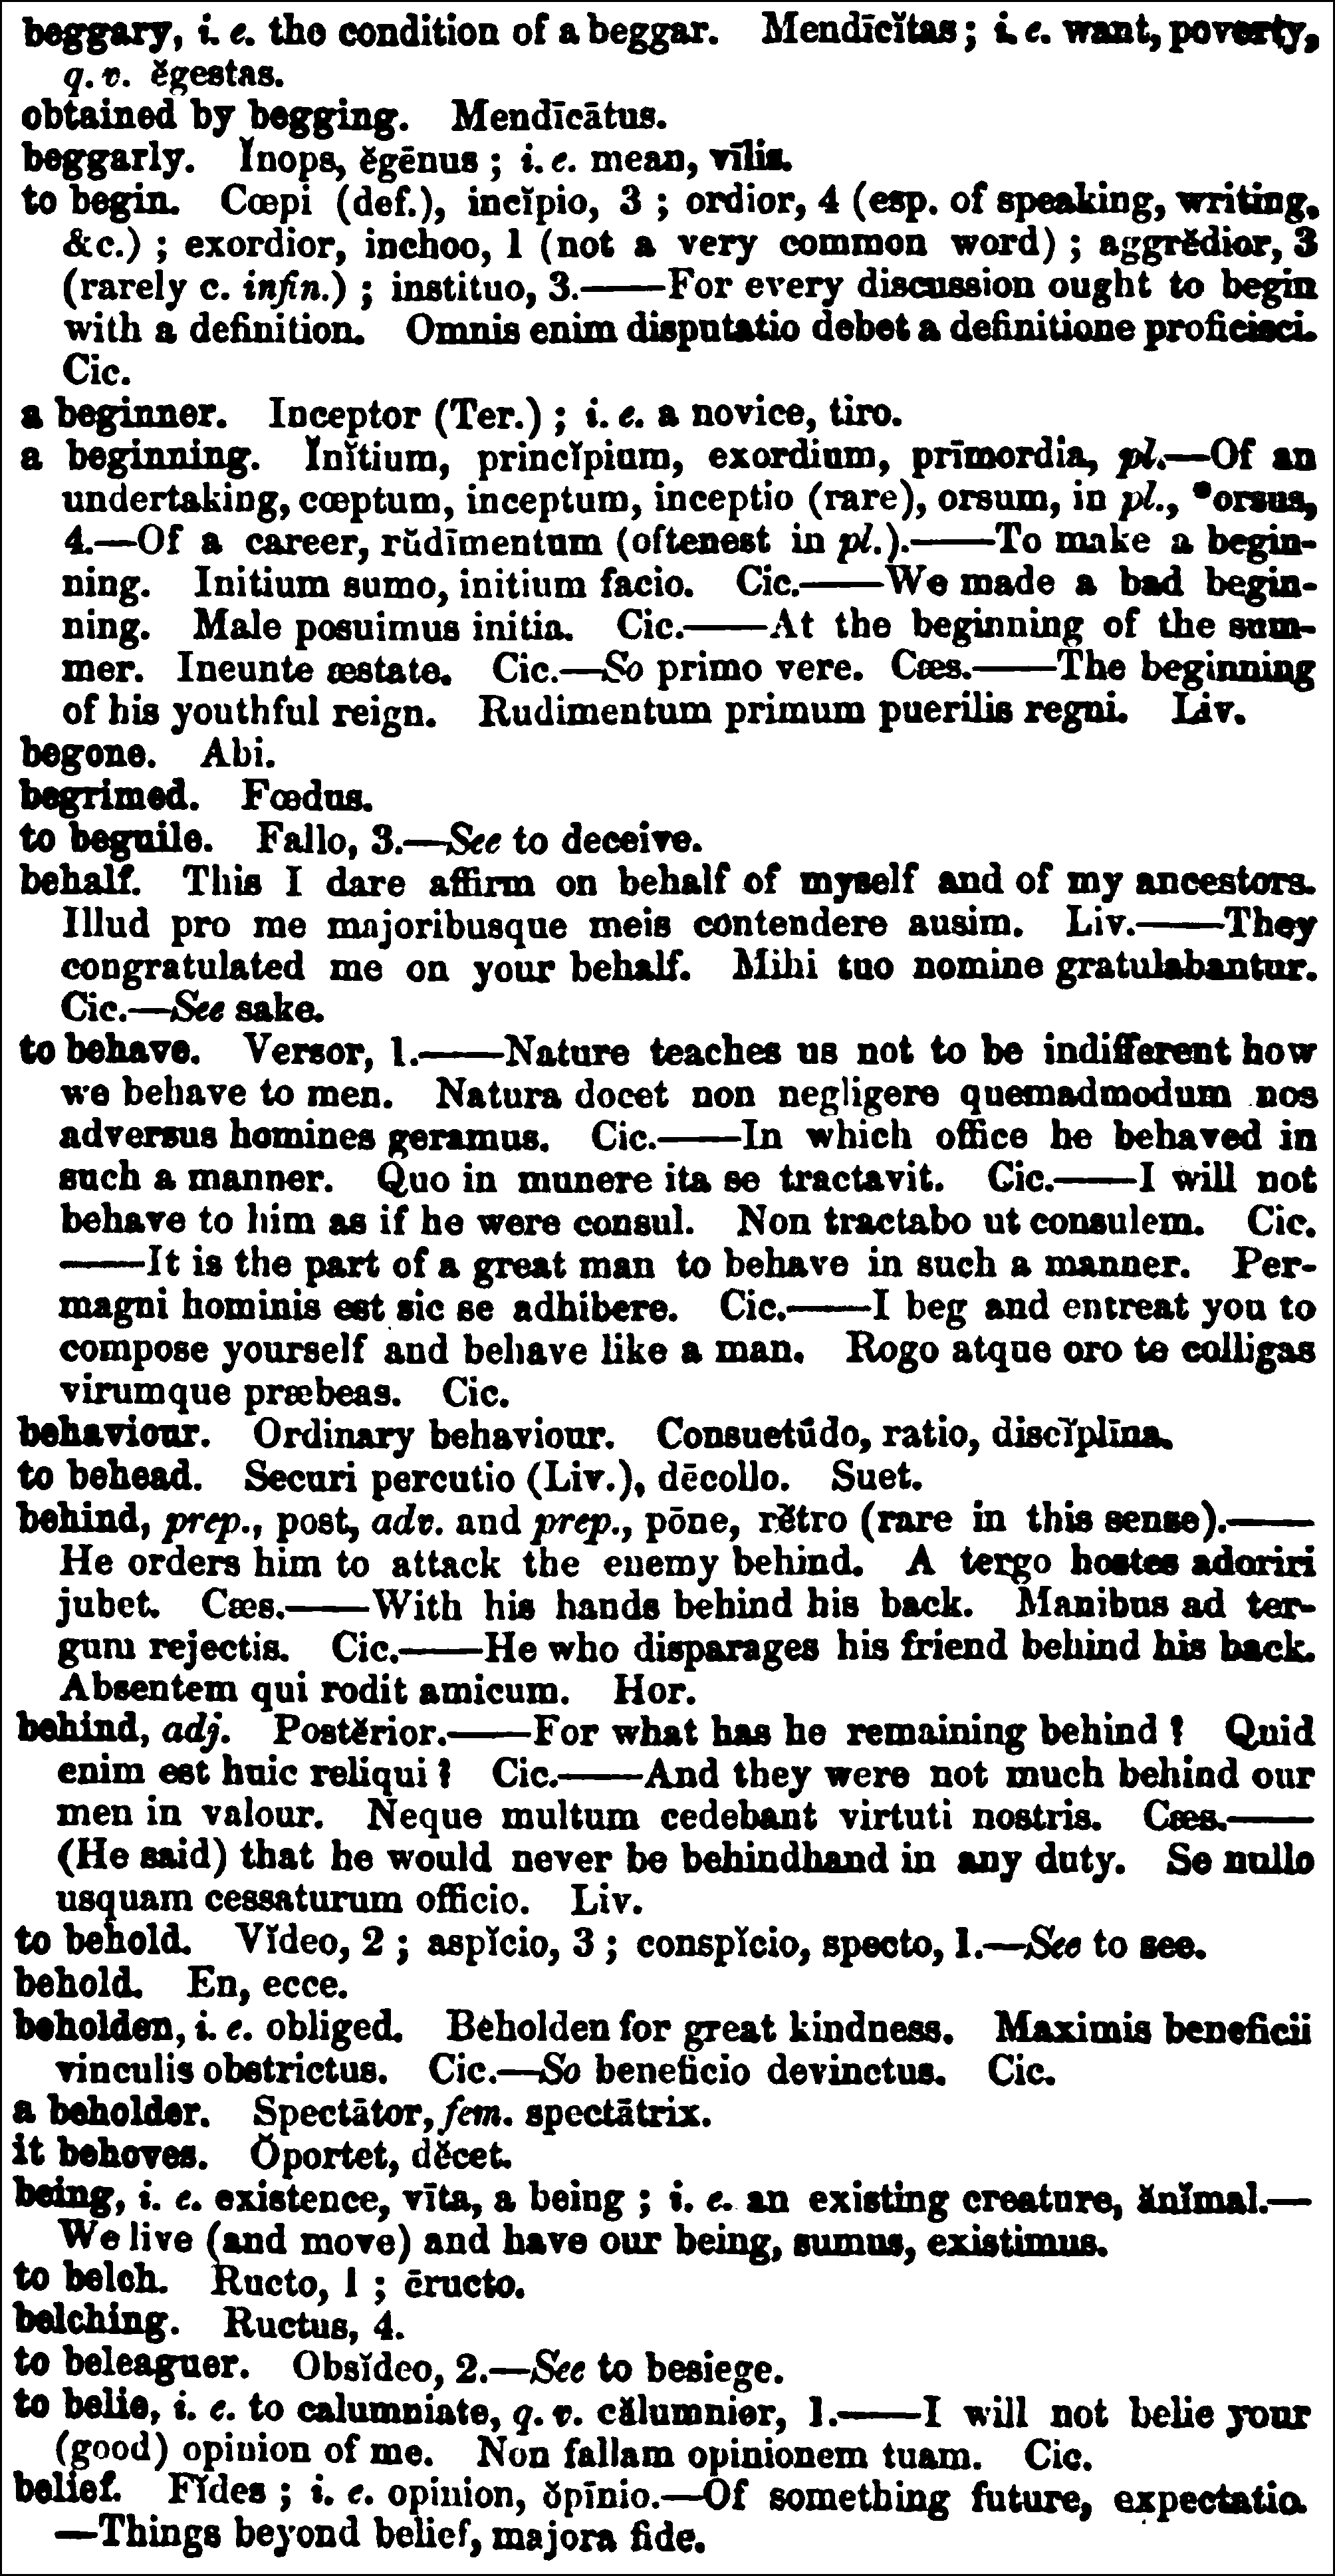 beggary, i. e. the condition of a beggar. Mendīcĭtas; i. e. want, poverty,
q. v. ĕgestas.
obtained by begging. Mendīcātus.
beggarly. Ĭnops, ĕgēnus; i. e. mean, vīlis.
to begin. Cœpi (def.), incĭpio, 3; ordior, 4 (esp. of speaking, writing,
&c.); exordior, inchoo, 1 (not a very common word); aggrĕdior, 3
(rarely c. infin.); instituo, 3.——For every discussion ought to begin
with a definition. Omnis enim disputatio debet a definitione proficisci.
Cic.
a beginner. Inceptor (Ter.); i. e. a novice, tiro.
a beginning. Ĭnĭtium, princĭpium, exordium, prīmordia, pl.—Of an
undertaking, cœptum, inceptum, inceptio (rare), orsum, in pl., *orsus,
4.—Of a career, rŭdīmentum (oftenest in pl.).——To make a begin-
ning. Initium sumo, initium facio. Cic.——We made a bad begin-
ning. Male posuimus initia. Cic.——At the beginning of the sum-
mer. Ineunte æstate. Cic.—So primo vere. Cæs.——The beginning
of his youthful reign. Rudimentum primum puerilis regni. Liv.
begone. Abi.
begrimed. Fœdus.
to beguile. Fallo, 3.—See to deceive.
behalf. This I dare affirm on behalf of myself and of my ancestors.
Illud pro me majoribusque meis contendere ausim. Liv.——They
congratulated me on your behalf. Mihi tuo nomine gratulabantur.
Cic.—See sake.
to behave. Versor, 1.——Nature teaches us not to be indifferent how
we behave to men. Natura docet non negligere quemadmodum nos
adversus homines geramus. Cic.——In which office he behaved in
such a manner. Quo in munere ita se tractavit. Cic.——I will not
behave to him as if he were consul. Non tractabo ut consulem. Cic.
——It is the part of a great man to behave in such a manner. Per-
magni hominis est sic se adhibere. Cic.——I beg and entreat you to
compose yourself and behave like a man. Rogo atque oro te colligas
virumque præbeas. Cic.
behaviour. Ordinary behaviour. Consuetúdo, ratio, discĭplīna.
to behead. Securi percutio (Liv.), dēcollo. Suet.
behind, prep., post, adv. and prep., pōne, rĕtro (rare in this sense).——
He orders him to attack the enemy behind. A tergo hostes adoriri
jubet. Cæs.——With his hands behind his back. Manibus ad ter-
gum rejectis. Cic.——He who disparages his friend behind his back.
Absentem qui rodit amicum. Hor.
behind, adj. Postĕrior.——For what has he remaining behind? Quid
enim est huic reliqui? Cic.——And they were not much behind our
men in valour. Neque multum cedebant virtuti nostris. Cæs.——
(He said) that he would never be behindhand in any duty. Se nullo
usquam cessaturum officio. Liv.
to behold. Vĭdeo, 2; aspĭcio, 3; conspĭcio, specto, 1.—See to see.
behold. En, ecce.
beholden, i. e. obliged. Beholden for great kindness. Maximis beneficii
vinculis obstrictus. Cic.—So beneficio devinctus. Cic.
a beholder. Spectātor, fem. spectātrix.
it behoves. Ŏportet, dĕcet.
being, i. e. existence, vīta, a being; i. e. an existing creature, ănĭmal.—
We live (and move) and have our being, sumus, existimus.
to belch. Ructo, 1; ēructo.
belching. Ructus, 4.
to beleaguer. Obsĭdeo, 2.—See to besiege.
to belie, i. e. to calumniate, q. v. călumnior, 1.——I will not belie your
(good) opinion of me. Non fallam opinionem tuam. Cic.
belief. Fĭdes; i. e. opinion, ŏpīnio.—Of something future, expectatio.
—Things beyond belief, majora fide.